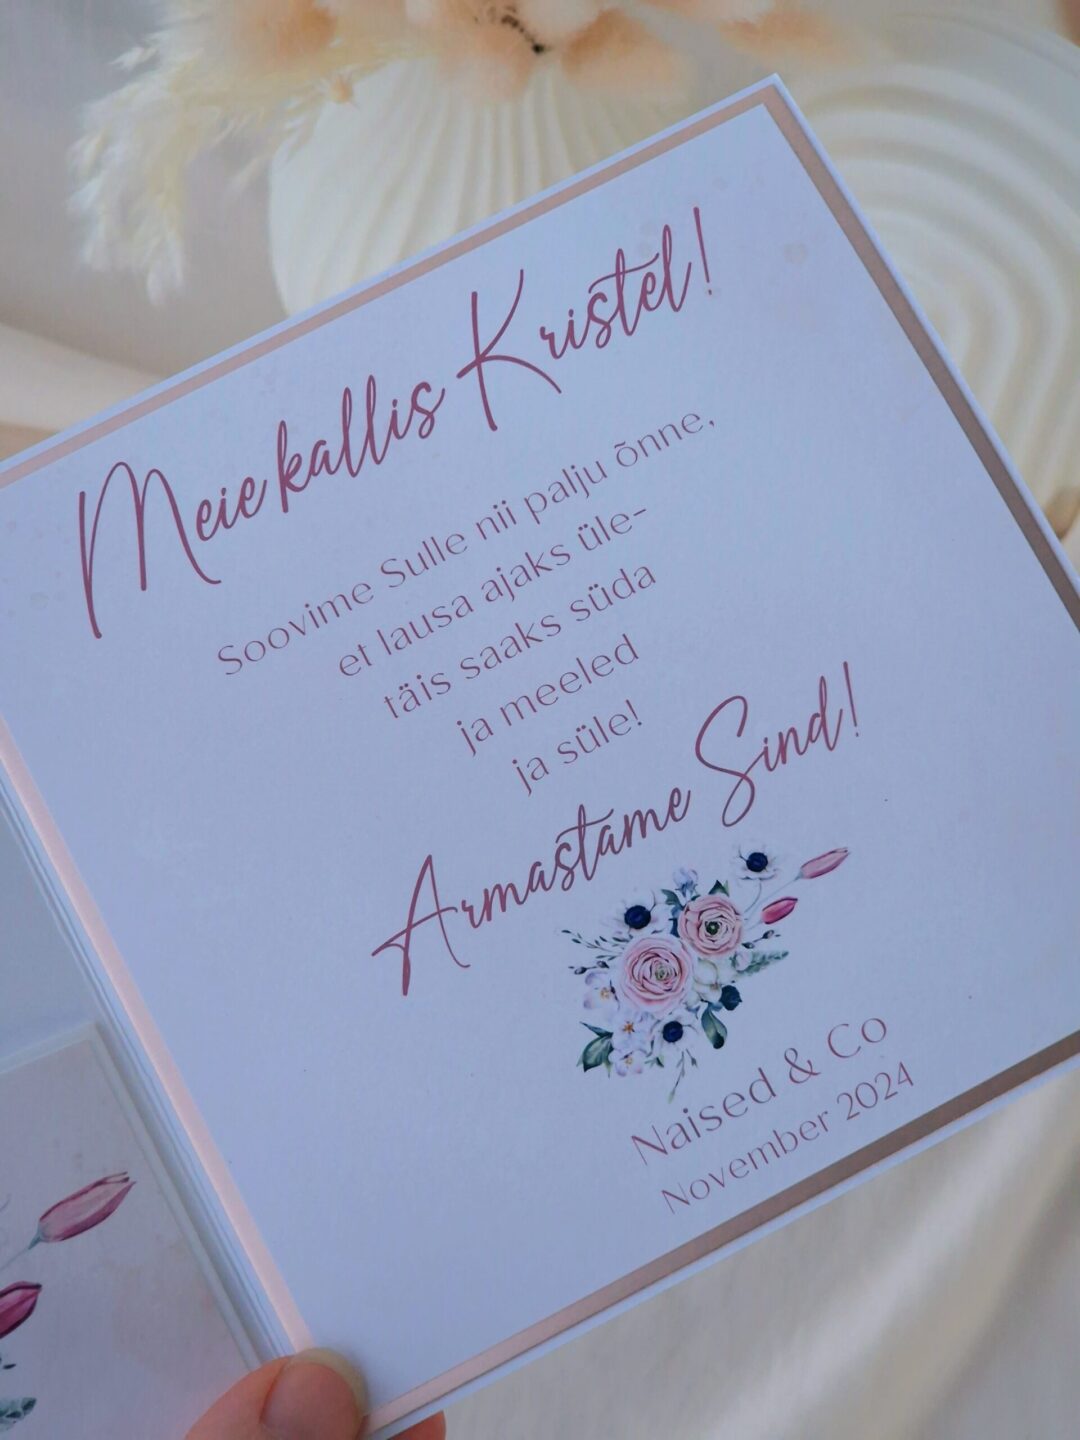 Meie kallis Kristel!
Soovime Sulle nii palju õnne,
et lausa ajaks üle-
täis saaks süda
ja meeled
ja süle!
Armastame Sind!
Naised & Co
November 2024